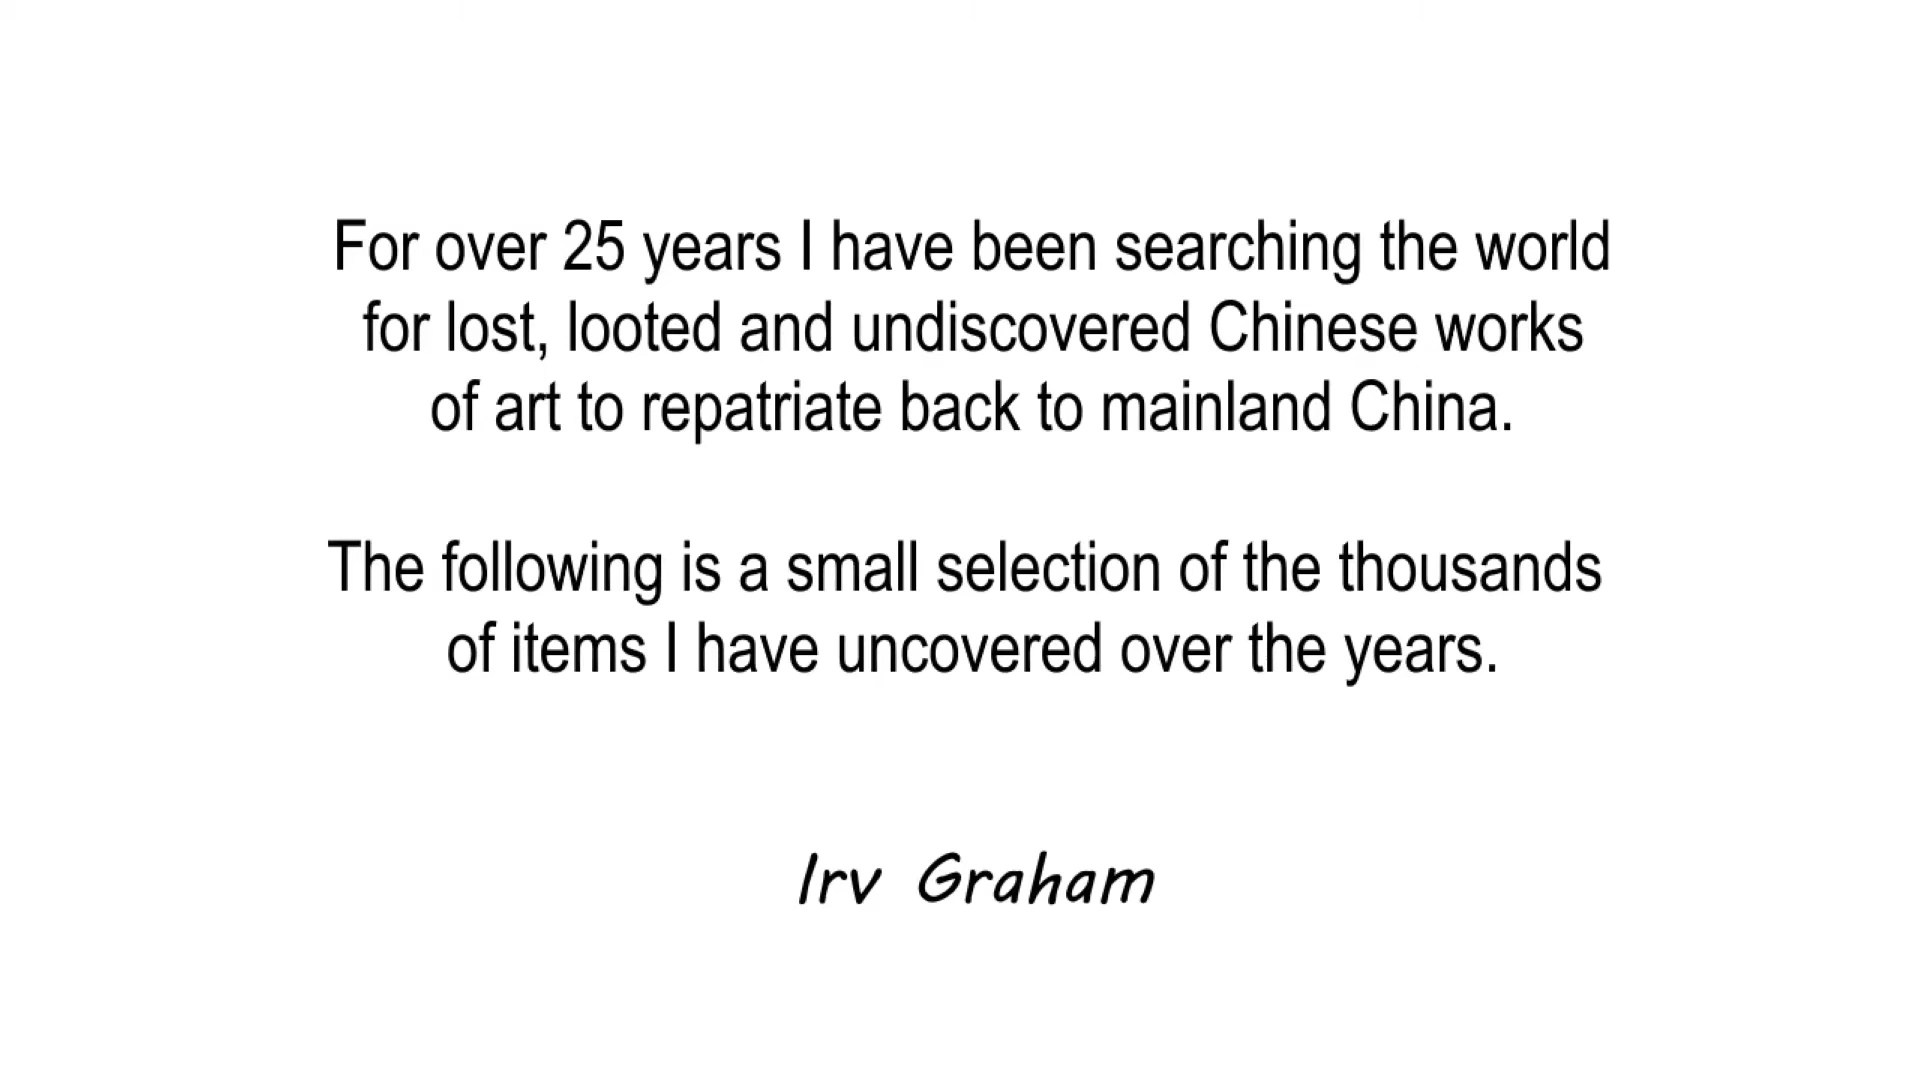 For over 25 years I have been searching the world
for lost, looted and undiscovered Chinese works
of art to repatriate back to mainland China.
The following is a small selection of the thousands
of items I have uncovered over the years.
Irv Graham